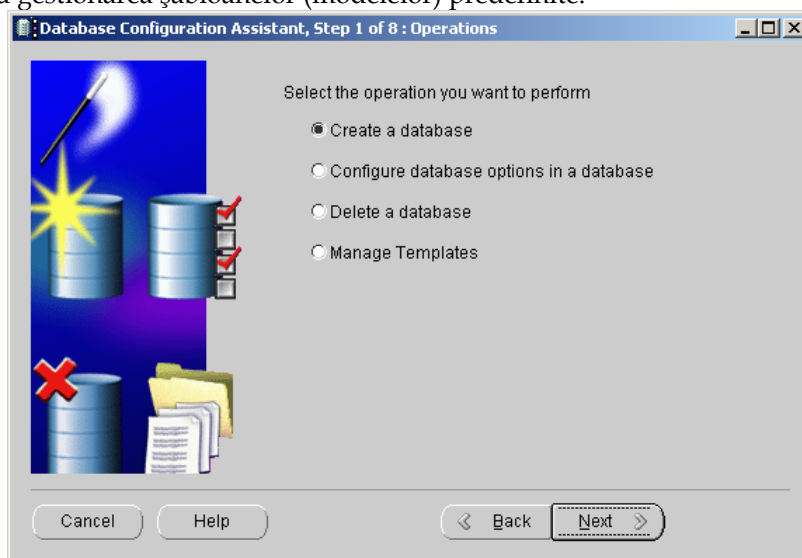 gestionarea șabloanelor (modelelor) predefinite.
Database Configuration Assistant, Step 1 of 8 : Operations
Select the operation you want to perform
Create a database
Configure database options in a database
Delete a database
Manage Templates
Cancel
Help
Back
Next